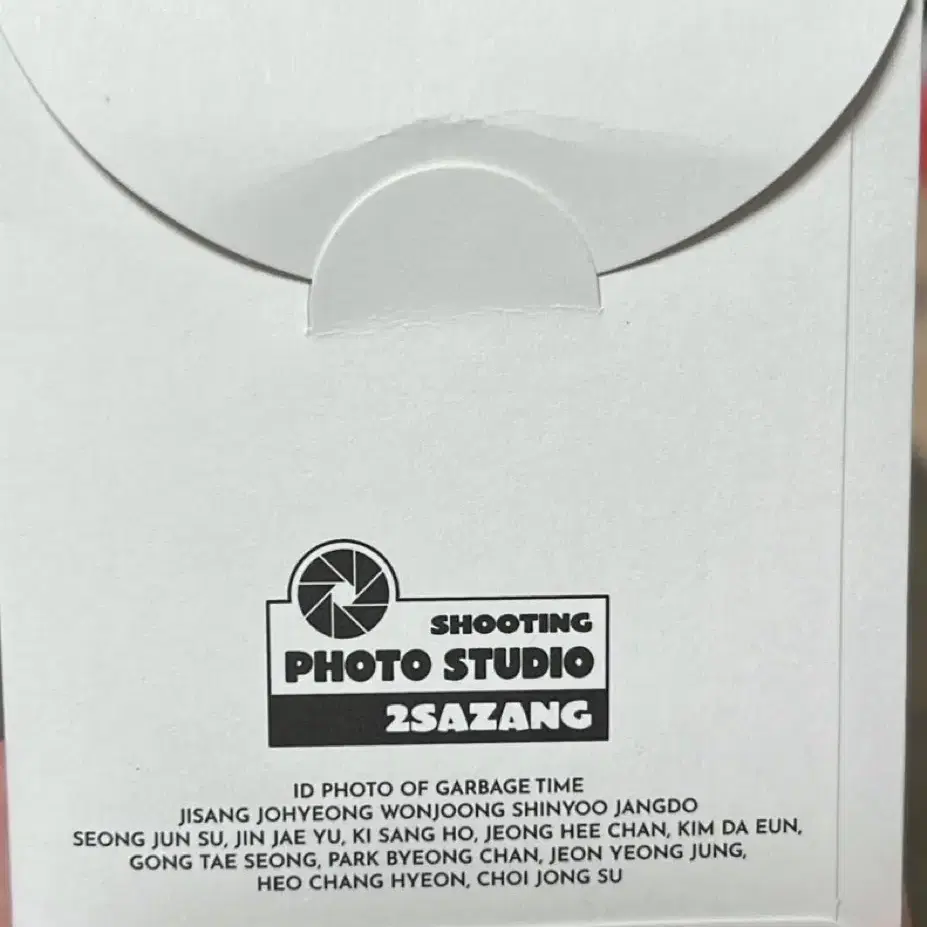 SHOOTING
PHOTO STUDIO
2SAZANG
ID PHOTO OF GARBAGE TIME
JISANG JOHYEONG WONJOONG SHINYOO JANGDO
SEONG JUN SU, JIN JAE YU, KI SANG HO, JEONG HEE CHAN, KIM DA EUN,
GONG TAE SEONG, PARK BYEONG CHAN, JEON YEONG JUNG,
HEO CHANG HYEON, CHOI JONG SU